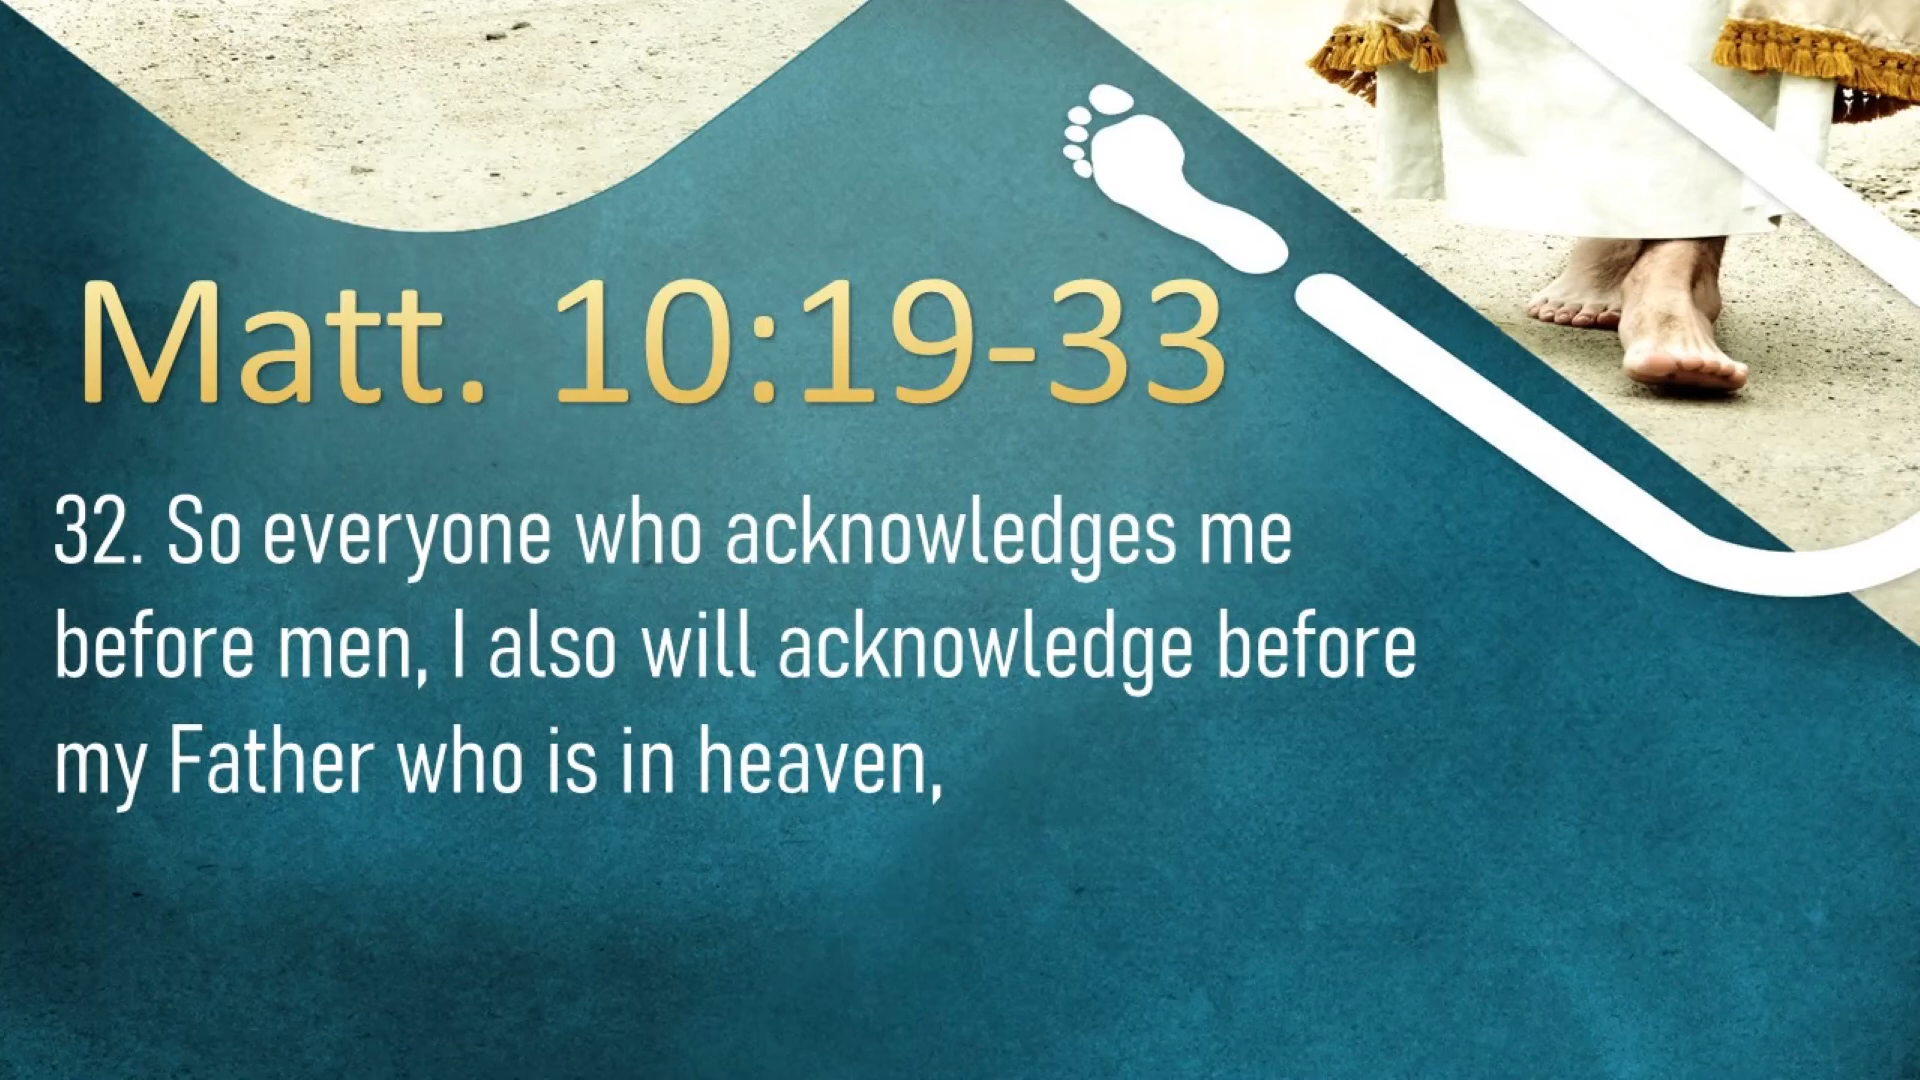 Matt. 10:19-33
32. So everyone who acknowledges me
before men, I also will acknowledge before
my Father who is in heaven,